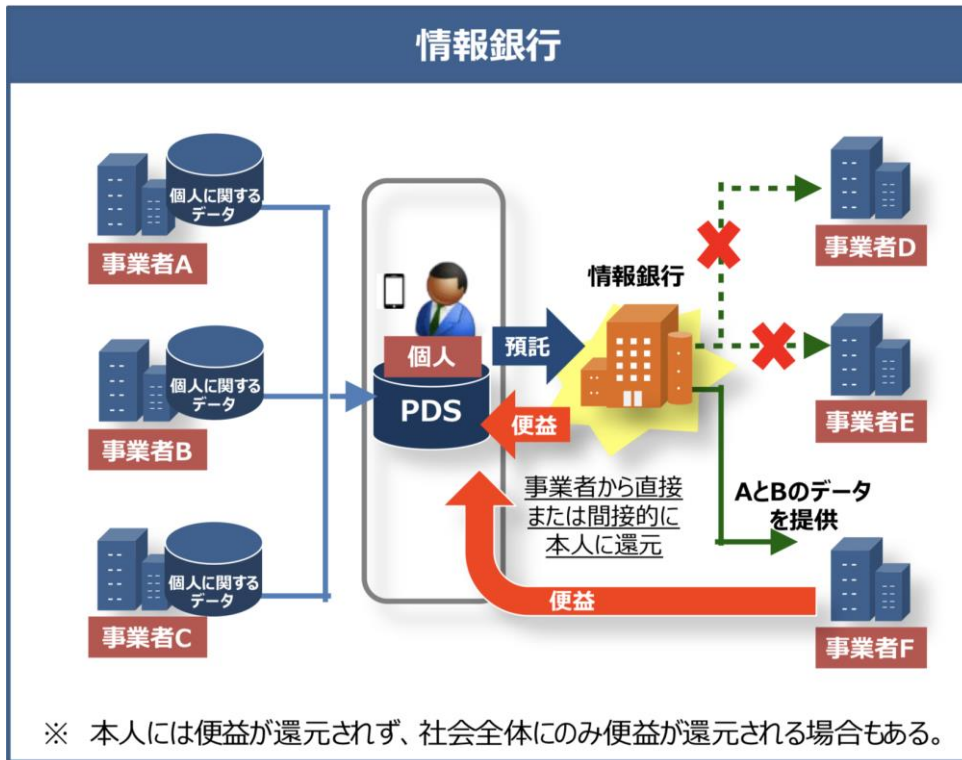 情報銀行
個人に関する
データ
事業者A
個人に関する
データ
事業者B
個人に関する
データ
事業者C
個人
PDS
預託
便益
情報銀行
事業者から直接
または間接的に
本人に還元
便益
AとBのデータ
を提供
事業者D
事業者E
事業者F
※ 本人には便益が還元されず、社会全体にのみ便益が還元される場合もある。